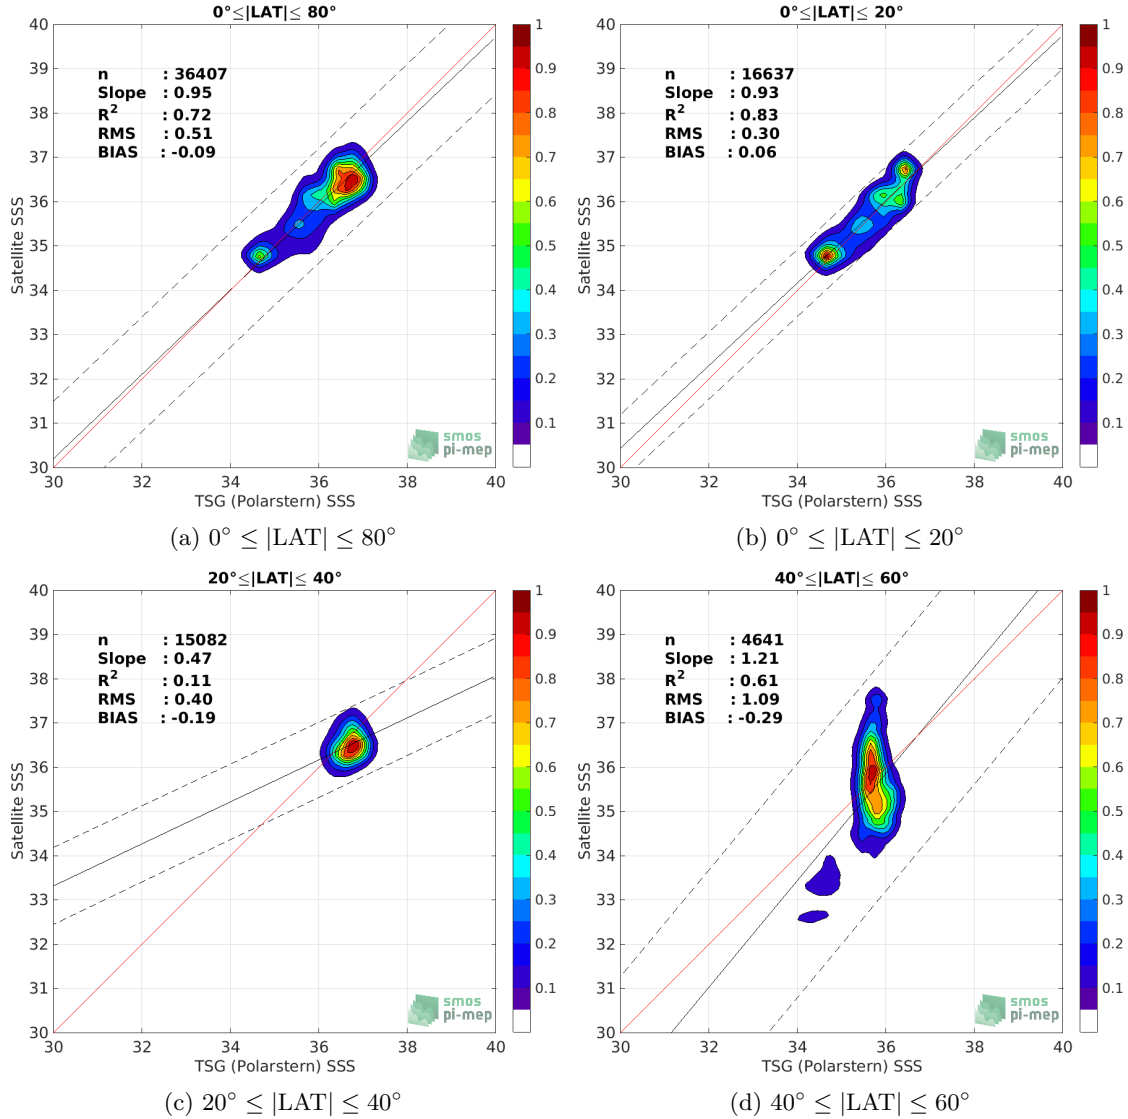 0°≤|LAT|≤ 80°
40
39
38
37
36
35
34
33
32
31
30
Satellite SSS
n : 36407
Slope : 0.95
R² : 0.72
RMS : 0.51
BIAS : -0.09
smos
pi-mep
30 32 34 36 38 40
TSG (Polarstern) SSS
1
0.9
0.8
0.7
0.6
0.5
0.4
0.3
0.2
0.1
(a) 0° ≤ |LAT| ≤ 80°
0°≤|LAT|≤ 20°
40
39
38
37
36
35
34
33
32
31
30
Satellite SSS
n : 16637
Slope : 0.93
R² : 0.83
RMS : 0.30
BIAS : 0.06
smos
pi-mep
30 32 34 36 38 40
TSG (Polarstern) SSS
1
0.9
0.8
0.7
0.6
0.5
0.4
0.3
0.2
0.1
(b) 0° ≤ |LAT| ≤ 20°
20°≤|LAT|≤ 40°
40
39
38
37
36
35
34
33
32
31
30
Satellite SSS
n : 15082
Slope : 0.47
R² : 0.11
RMS : 0.40
BIAS : -0.19
smos
pi-mep
30 32 34 36 38 40
TSG (Polarstern) SSS
1
0.9
0.8
0.7
0.6
0.5
0.4
0.3
0.2
0.1
(c) 20° ≤ |LAT| ≤ 40°
40°≤|LAT|≤ 60°
40
39
38
37
36
35
34
33
32
31
30
Satellite SSS
n : 4641
Slope : 1.21
R² : 0.61
RMS : 1.09
BIAS : -0.29
smos
pi-mep
30 32 34 36 38 40
TSG (Polarstern) SSS
1
0.9
0.8
0.7
0.6
0.5
0.4
0.3
0.2
0.1
(d) 40° ≤ |LAT| ≤ 60°